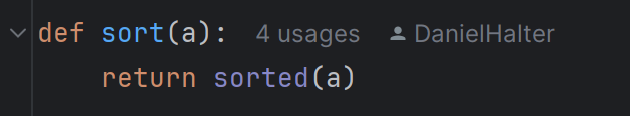 def sort(a): 4 usages DanielHalter
    return sorted(a)